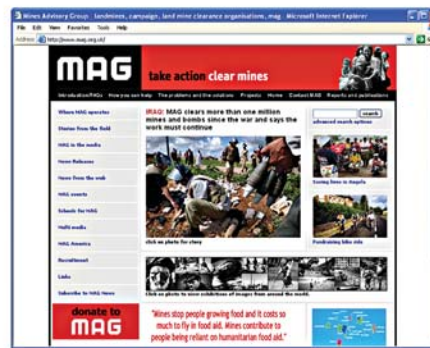 Mines Advisory Group - landmines, campaign, land mine clearance organisations, mag - Microsoft Internet Explorer
File Edit View Favorites Tools Help
Address http://www.mag.org.uk/
MAG
take action clear mines
Introduction/FAQs How you can help The problems and the solutions Projects Home Contact MAG Reports and publications
Where MAG operates
Stories from the field
MAG in the media
News Releases
News from the web
MAG events
Schools for MAG
Multi media
MAG America
Recruitment
Links
Subscribe to MAG News
donate to
MAG
IRAQ: MAG clears more than one million
mines and bombs since the war and says the
work must continue
click on photo for story
Click on photos to view exhibitions of images from around the world.
"Mines stop people growing food and it costs so
much to fly in food aid. Mines contribute to
people being reliant on humanitarian food aid."
search
advanced search options
Saving lives in Angola
Fundraising bike ride